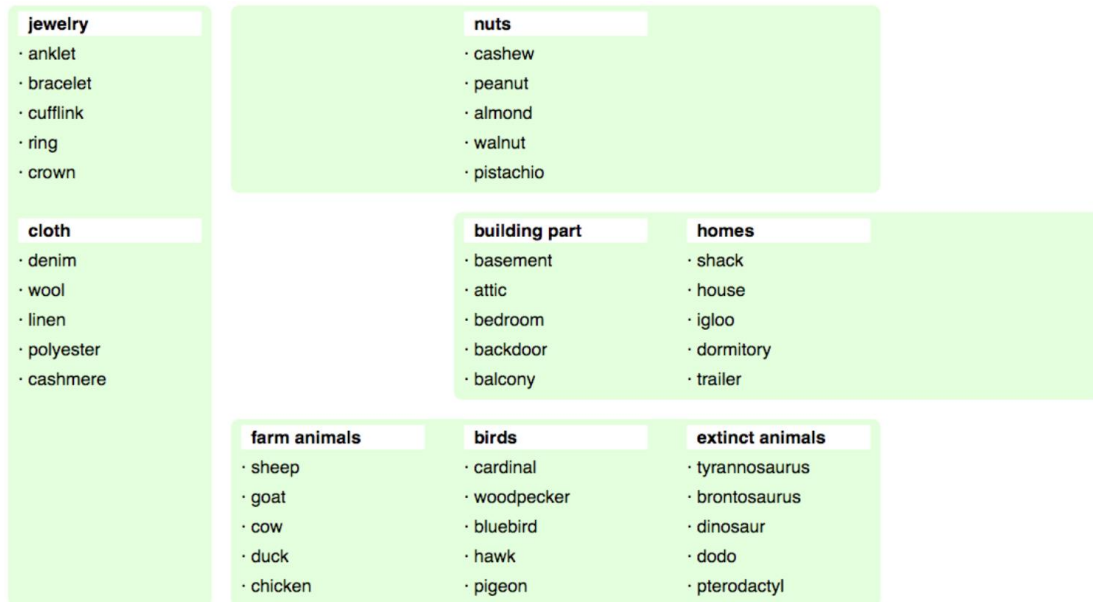 jewelry
· anklet
· bracelet
· cufflink
· ring
· crown
nuts
· cashew
· peanut
· almond
· walnut
· pistachio
cloth
· denim
· wool
· linen
· polyester
· cashmere
building part
· basement
· attic
· bedroom
· backdoor
· balcony
homes
· shack
· house
· igloo
· dormitory
· trailer
farm animals
· sheep
· goat
· cow
· duck
· chicken
birds
· cardinal
· woodpecker
· bluebird
· hawk
· pigeon
extinct animals
· tyrannosaurus
· brontosaurus
· dinosaur
· dodo
· pterodactyl